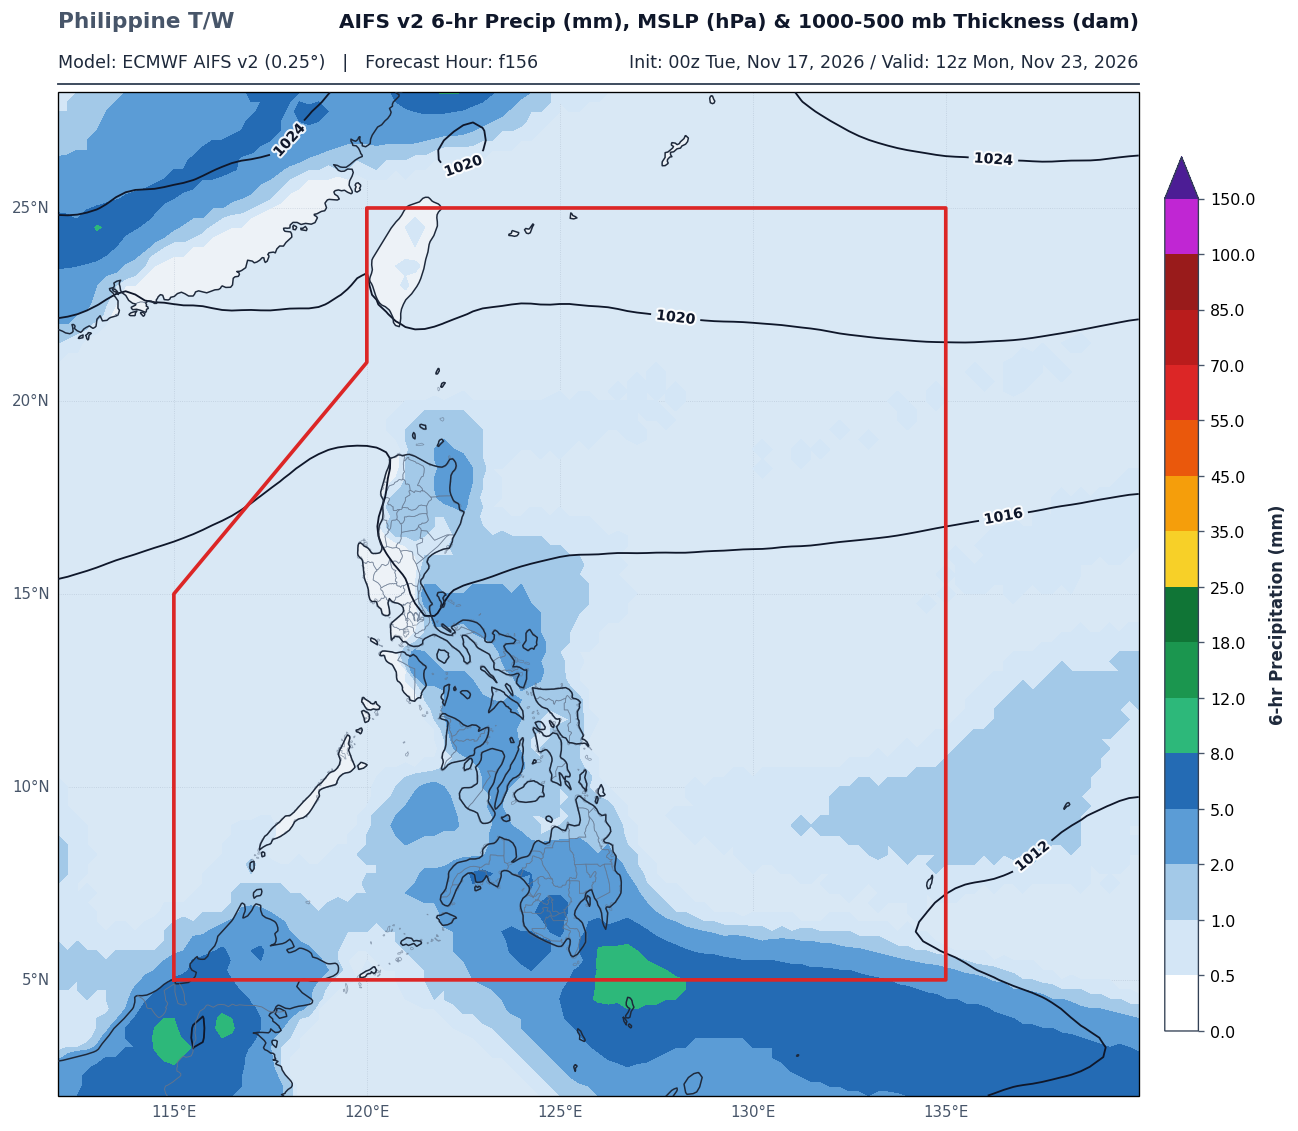 Philippine T/W
AIFS v2 6-hr Precip (mm), MSLP (hPa) & 1000-500 mb Thickness (dam)
Model: ECMWF AIFS v2 (0.25°) | Forecast Hour: f156
Init: 00z Tue, Nov 17, 2026 / Valid: 12z Mon, Nov 23, 2026
1024
1020
1024
1020
1016
1012
25°N
20°N
15°N
10°N
5°N
115°E
120°E
125°E
130°E
135°E
150.0
100.0
85.0
70.0
55.0
45.0
35.0
25.0
18.0
12.0
8.0
5.0
2.0
1.0
0.5
0.0
6-hr Precipitation (mm)